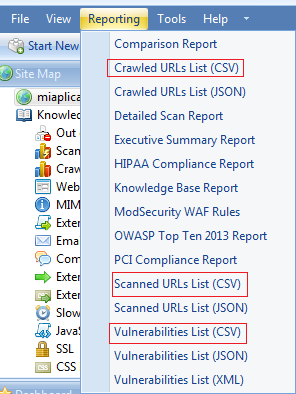 File View Reporting Tools Help
Start New
Site Map
miaplica
Knowled
Out
Scan
Craw
Web
MIM
Exter
Emai
Com
Exter
Exter
Slow
JavaS
SSL
CSS
Dashboard
Comparison Report
Crawled URLs List (CSV)
Crawled URLs List (JSON)
Detailed Scan Report
Executive Summary Report
HIPAA Compliance Report
Knowledge Base Report
ModSecurity WAF Rules
OWASP Top Ten 2013 Report
PCI Compliance Report
Scanned URLs List (CSV)
Scanned URLs List (JSON)
Vulnerabilities List (CSV)
Vulnerabilities List (JSON)
Vulnerabilities List (XML)